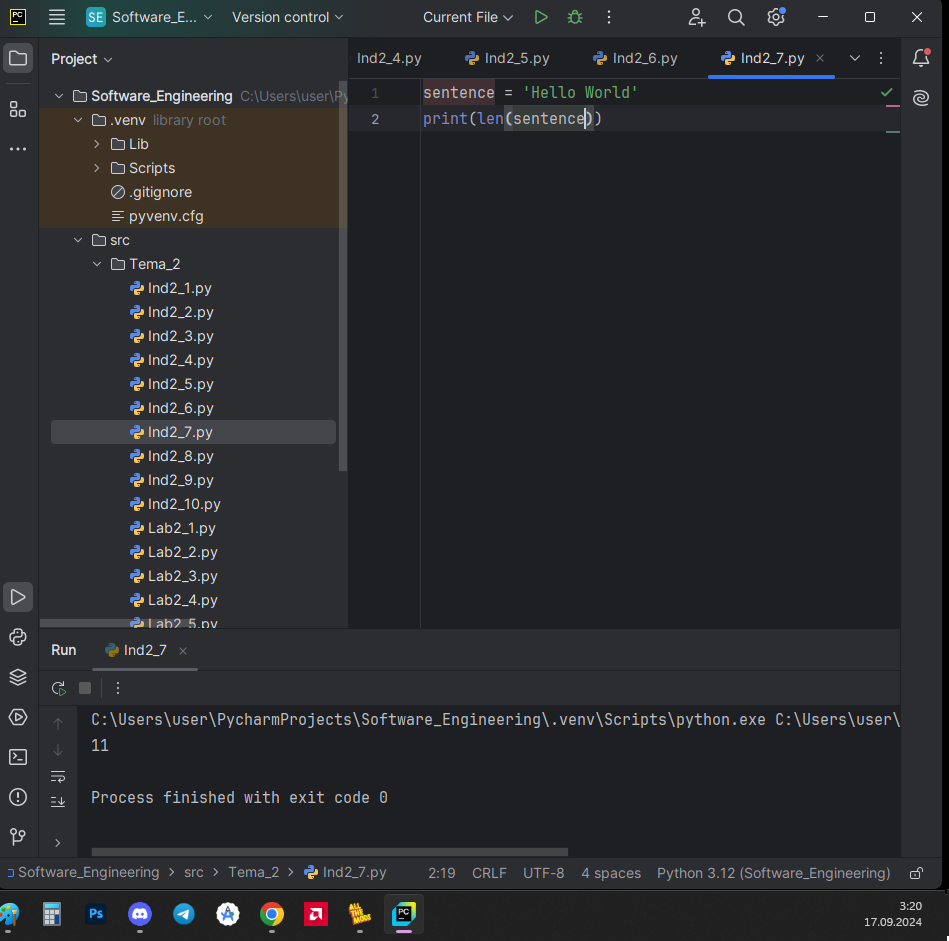 PC SE Software_E... Version control Current File
Project Ind2_4.py Ind2_5.py Ind2_6.py Ind2_7.py
Software_Engineering C:\Users\user\Py
.venv library root
Lib
Scripts
.gitignore
pyvenv.cfg
src
Tema_2
Ind2_1.py
Ind2_2.py
Ind2_3.py
Ind2_4.py
Ind2_5.py
Ind2_6.py
Ind2_7.py
Ind2_8.py
Ind2_9.py
Ind2_10.py
Lab2_1.py
Lab2_2.py
Lab2_3.py
Lab2_4.py
Lab2_5.py
1 sentence = 'Hello World'
2 print(len(sentence))
Run Ind2_7
C:\Users\user\PycharmProjects\Software_Engineering\.venv\Scripts\python.exe C:\Users\user\
11
Process finished with exit code 0
Software_Engineering > src > Tema_2 > Ind2_7.py 2:19 CRLF UTF-8 4 spaces Python 3.12 (Software_Engineering)
Ps ALL THE MODS PC 3:20
17.09.2024